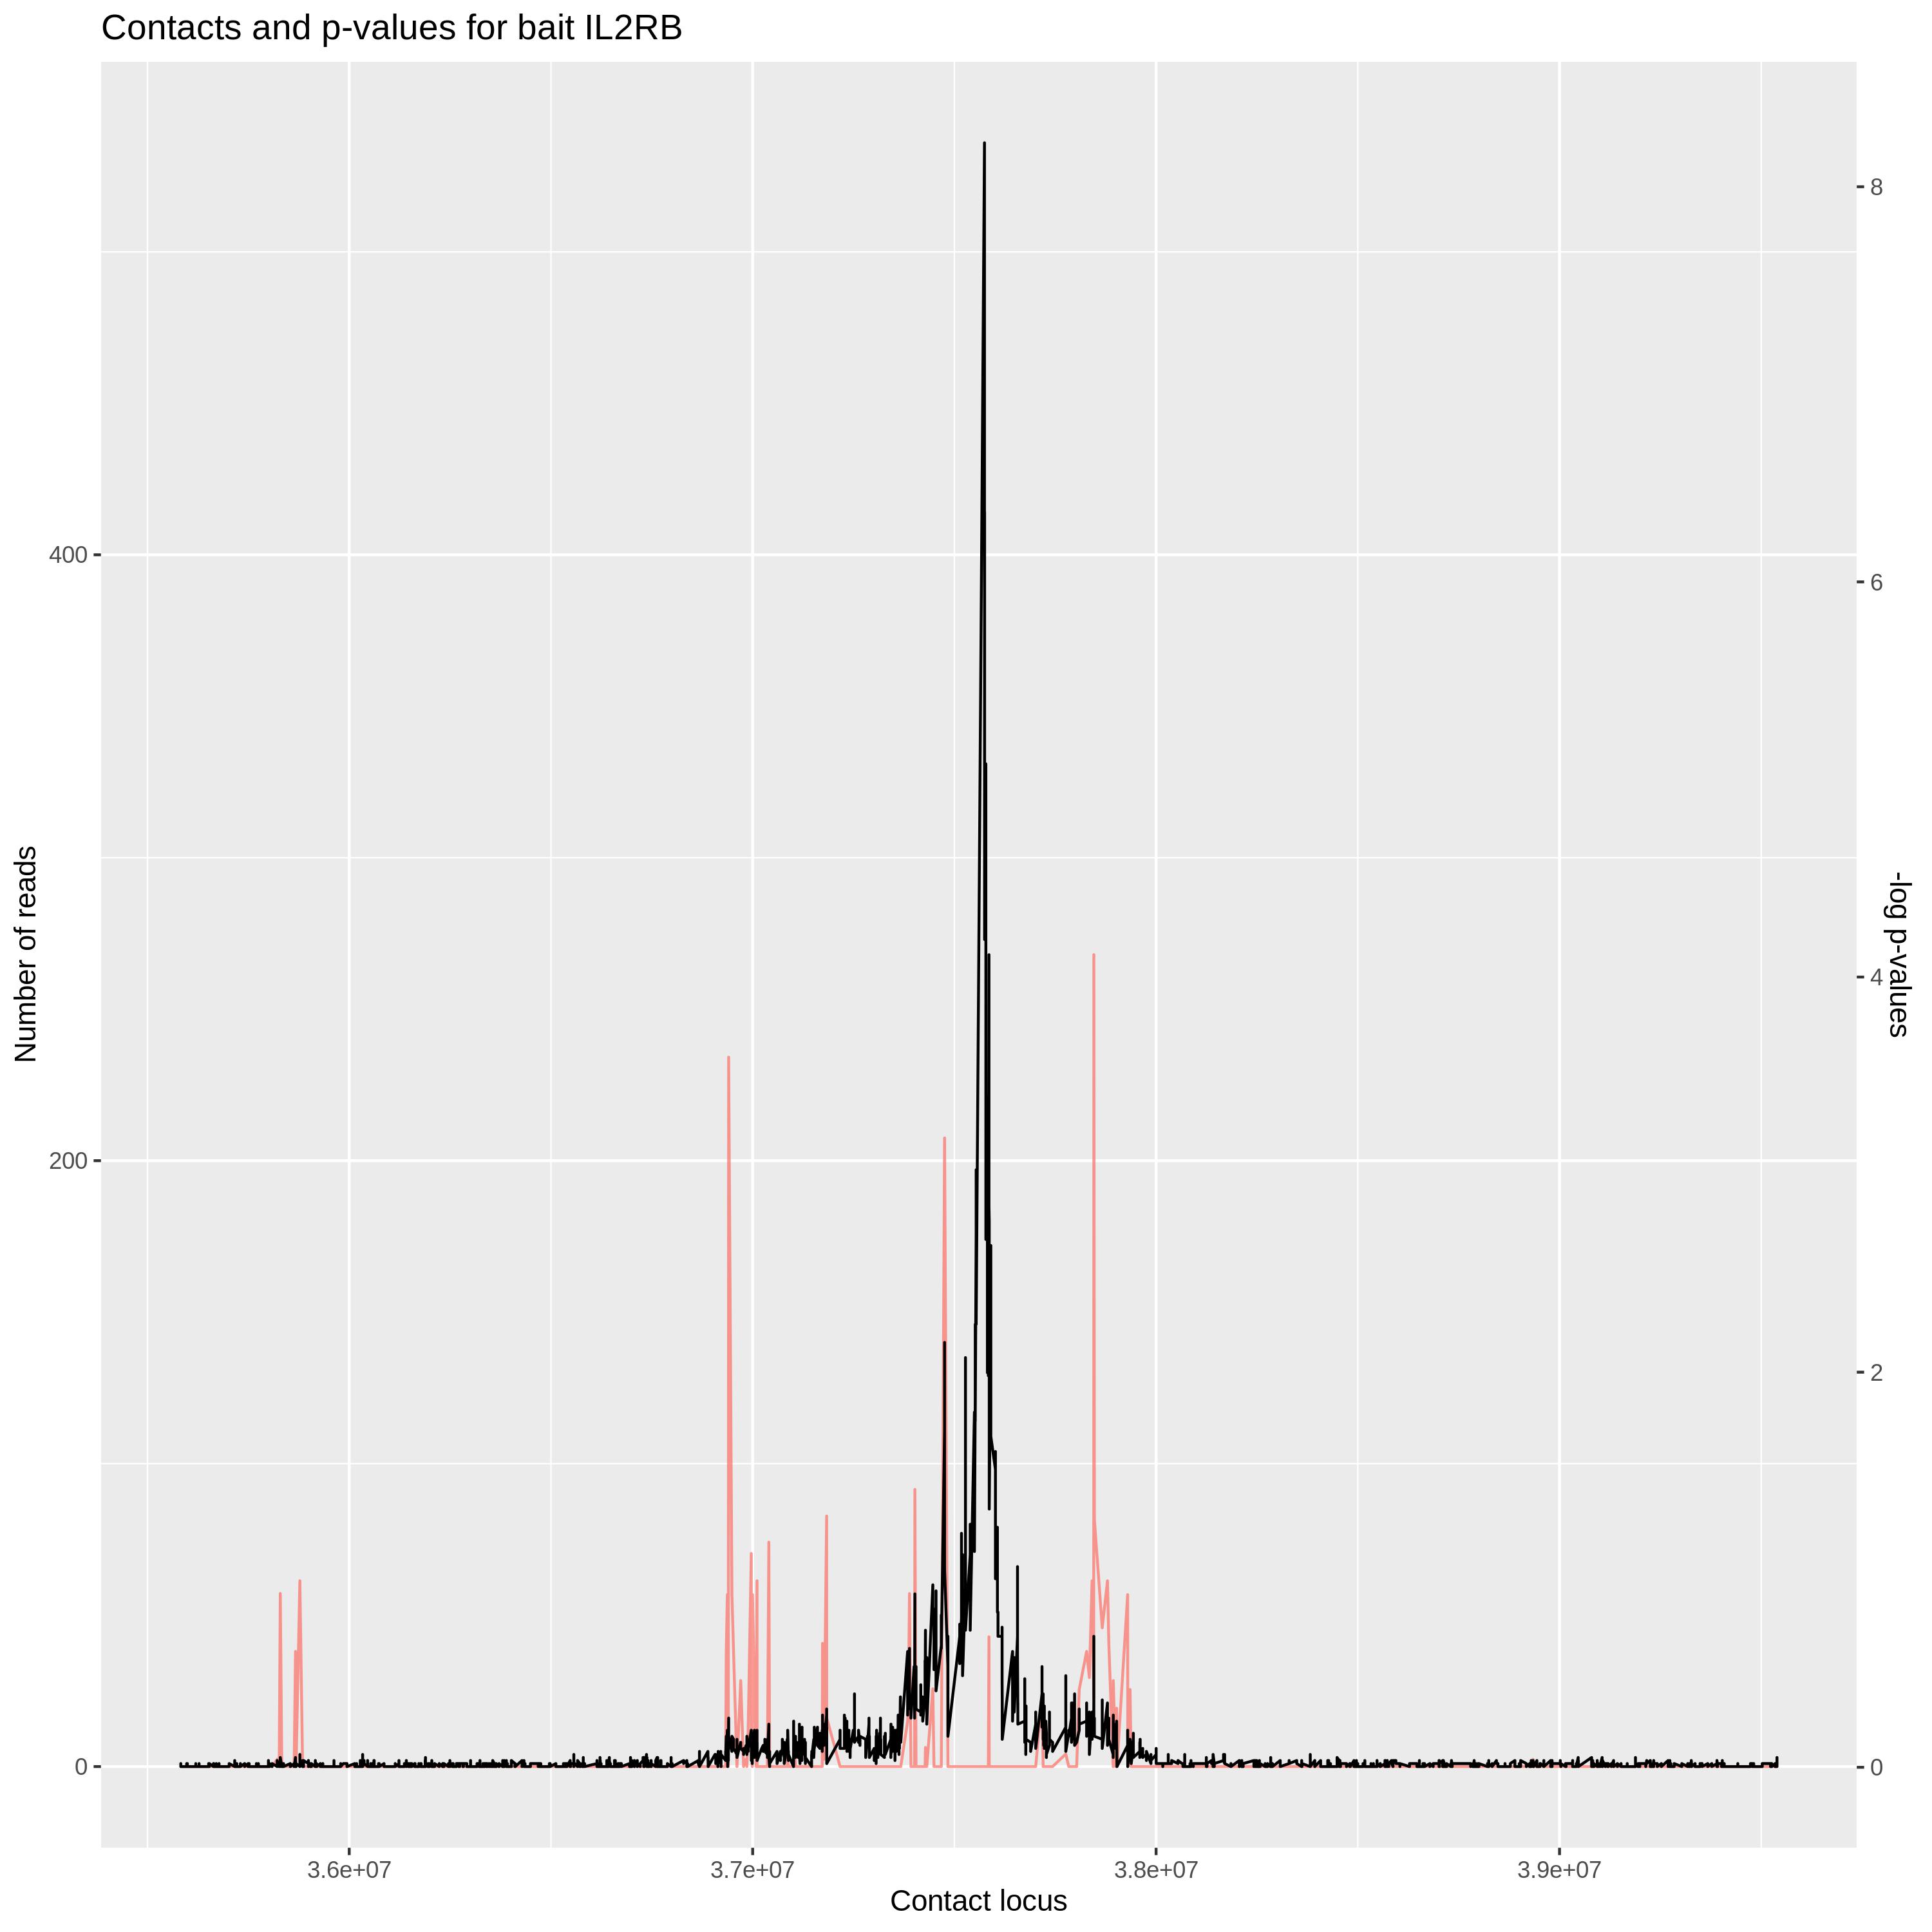 Contacts and p-values for bait IL2RB
Number of reads
400
200
0
8
6
4
2
0
-log p-values
3.6e+07
3.7e+07
3.8e+07
3.9e+07
Contact locus